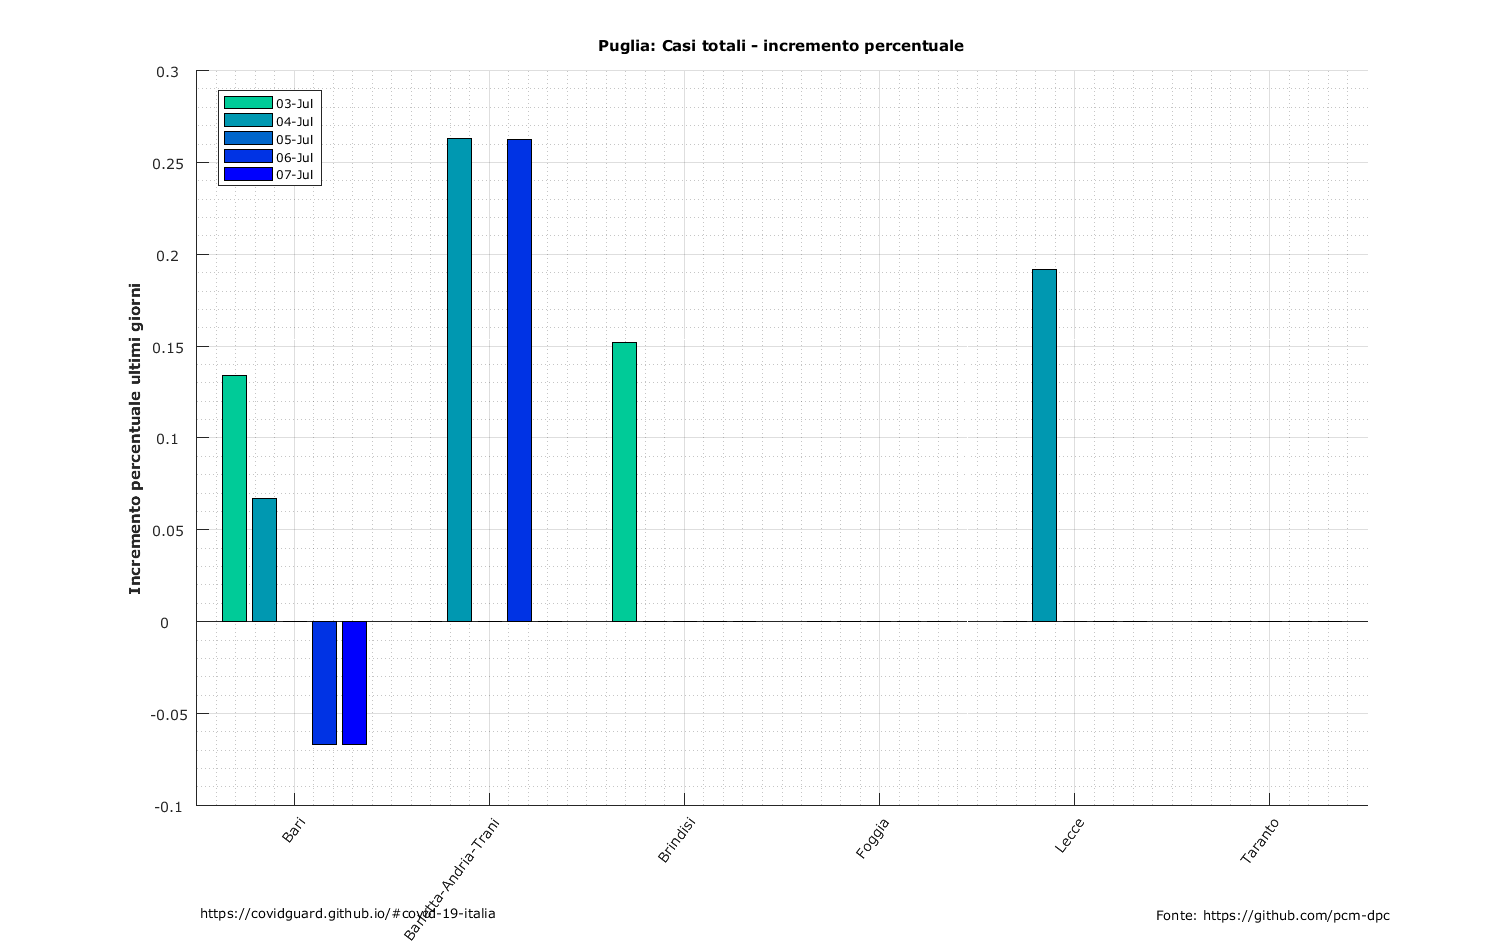 Puglia: Casi totali - incremento percentuale
0.3
0.25
0.2
0.15
0.1
0.05
0
-0.05
-0.1
Incremento percentuale ultimi giorni
03-Jul
04-Jul
05-Jul
06-Jul
07-Jul
Bari
Barletta-Andria-Trani
Brindisi
Foggia
Lecce
Taranto
https://covidguard.github.io/#covid-19-italia
Fonte: https://github.com/pcm-dpc